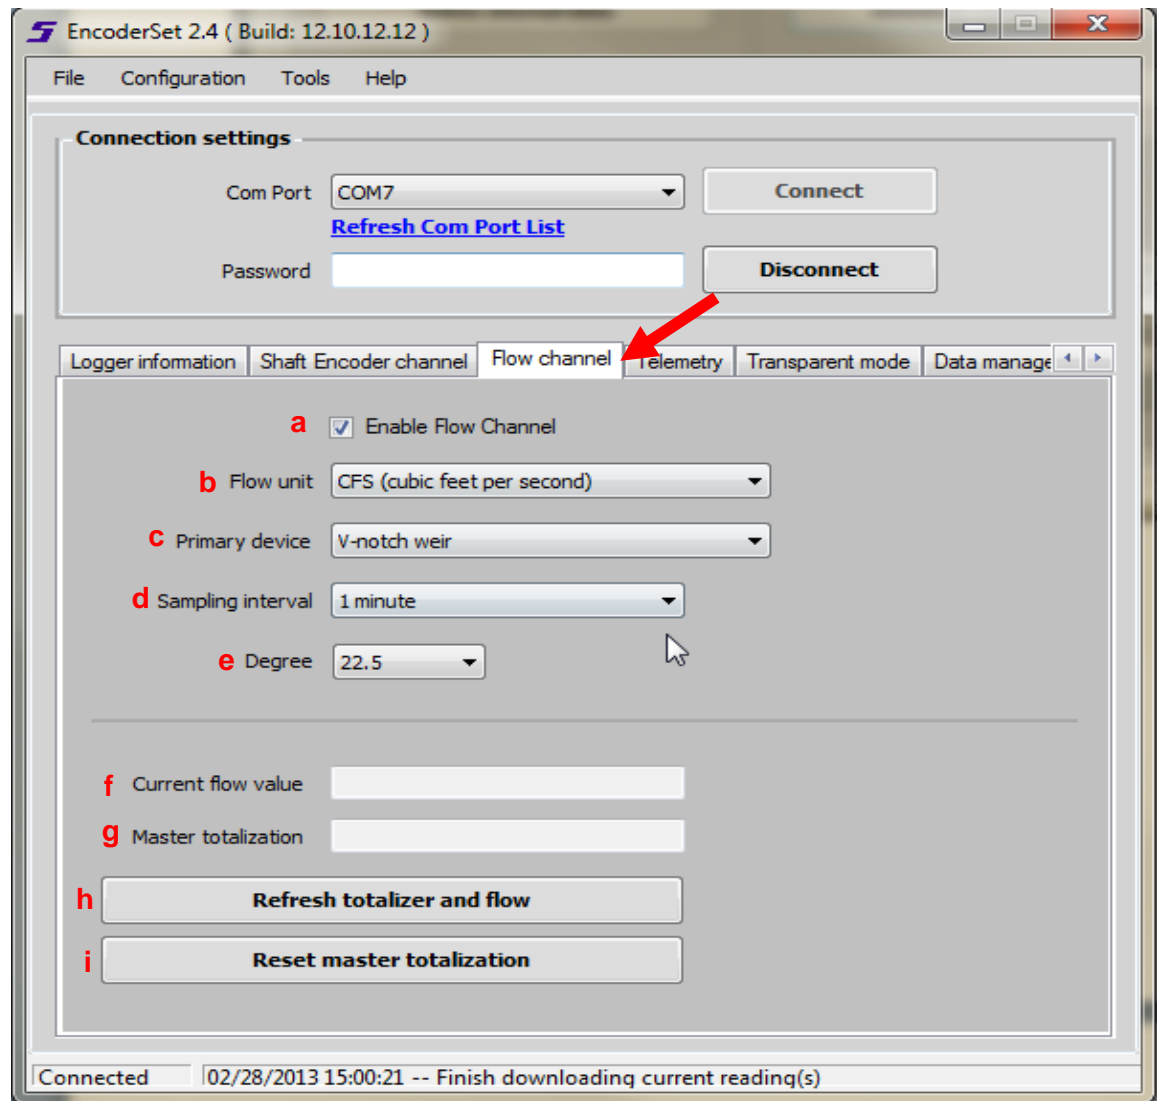 EncoderSet 2.4 ( Build: 12.10.12.12 )
File Configuration Tools Help
Connection settings
Com Port COM7 Connect
Refresh Com Port List
Password Disconnect
Logger information Shaft Encoder channel Flow channel Telemetry Transparent mode Data manage
a Enable Flow Channel
b Flow unit CFS (cubic feet per second)
c Primary device V-notch weir
d Sampling interval 1 minute
e Degree 22.5
f Current flow value
g Master totalization
h Refresh totalizer and flow
i Reset master totalization
Connected 02/28/2013 15:00:21 -- Finish downloading current reading(s)